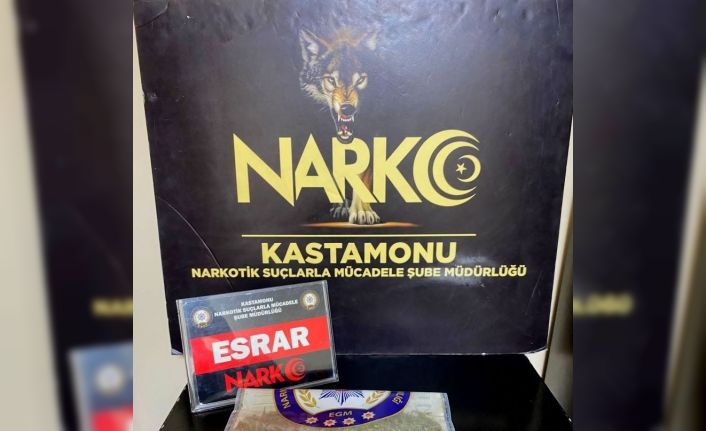 NARKO
KASTAMONU
NARKOTİK SUÇLARLA MÜCADELE ŞUBE MÜDÜRLÜĞÜ
KASTAMONU
NARKOTİK SUÇLARLA MÜCADELE
ŞUBE MÜDÜRLÜĞÜ
ESRAR
NARKO
EGM